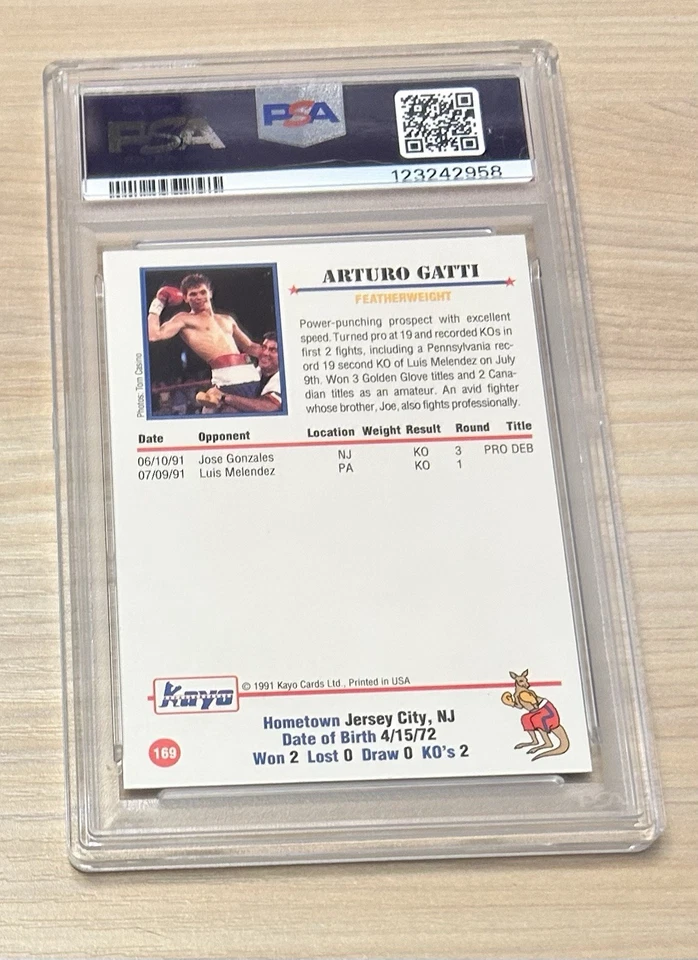 PSA
PSA
123242958
ARTURO GATTI
FEATHERWEIGHT
Power-punching prospect with excellent
speed. Turned pro at 19 and recorded KOs in
first 2 fights, including a Pennsylvania rec-
ord 19 second KO of Luis Melendez on July
9th. Won 3 Golden Glove titles and 2 Cana-
dian titles as an amateur. An avid fighter
whose brother, Joe, also fights professionally.
Photos: Tom Casino
Date Opponent Location Weight Result Round Title
06/10/91 Jose Gonzales NJ KO 3 PRO DEB
07/09/91 Luis Melendez PA KO 1
Kayo © 1991 Kayo Cards Ltd., Printed in USA
Hometown Jersey City, NJ
Date of Birth 4/15/72
169
Won 2 Lost 0 Draw 0 KO's 2